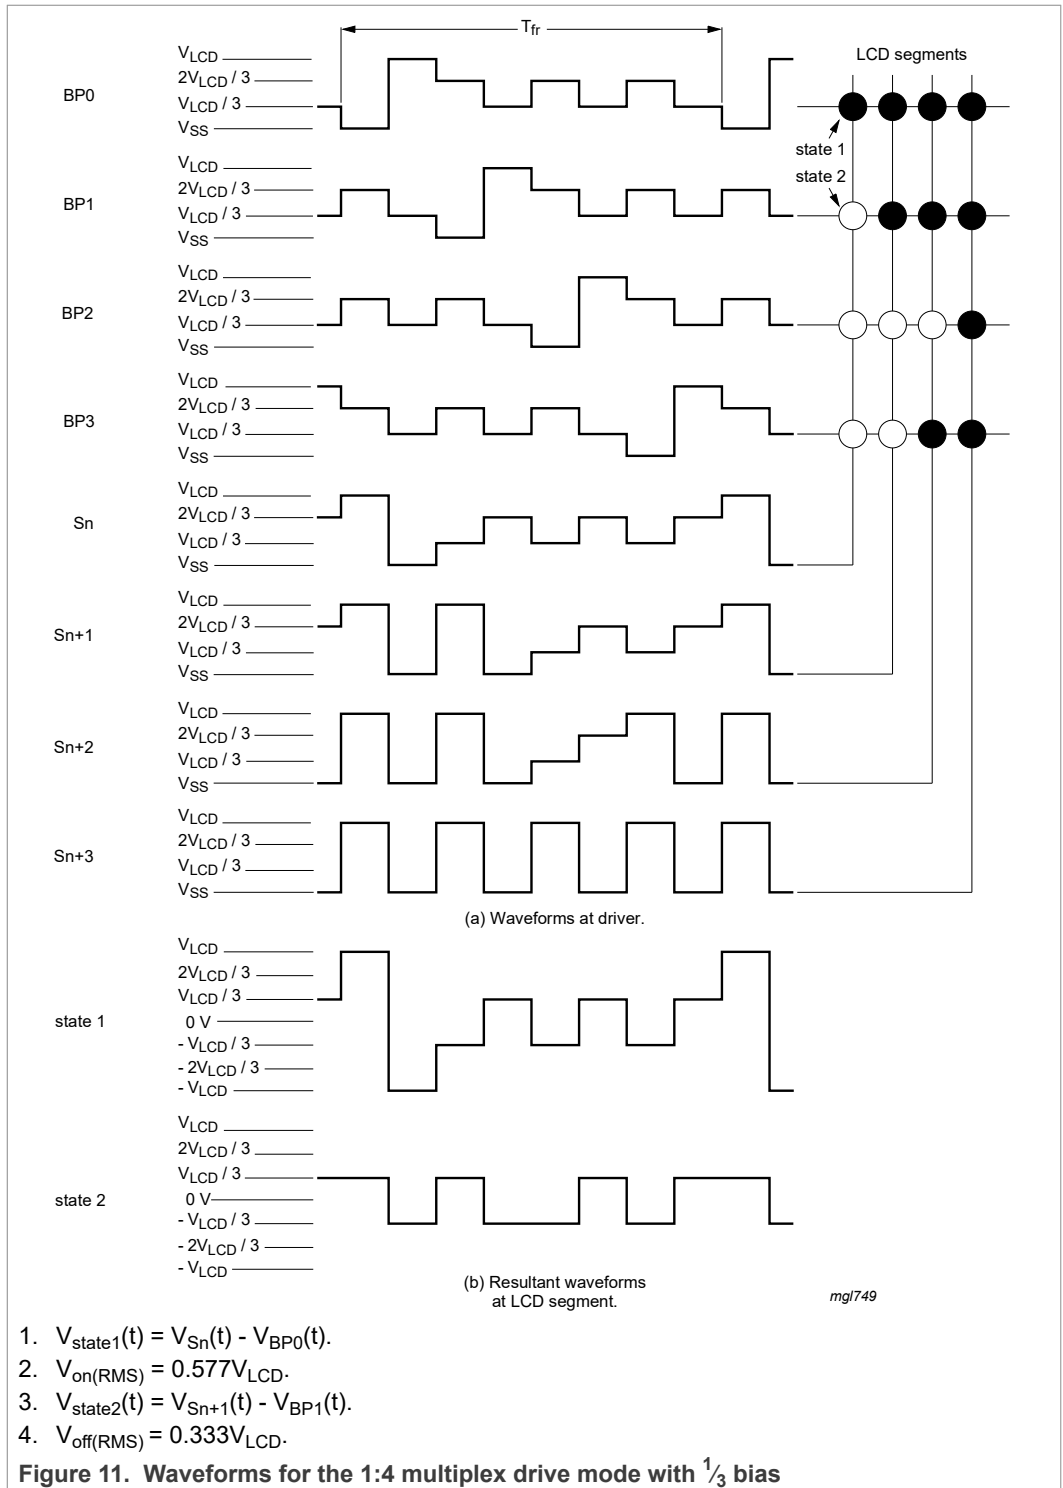 Tfr
LCD segments
BP0
VLCD
2VLCD / 3
VLCD / 3
VSS
state 1
state 2
BP1
VLCD
2VLCD / 3
VLCD / 3
VSS
BP2
VLCD
2VLCD / 3
VLCD / 3
VSS
BP3
VLCD
2VLCD / 3
VLCD / 3
VSS
Sn
VLCD
2VLCD / 3
VLCD / 3
VSS
Sn+1
VLCD
2VLCD / 3
VLCD / 3
VSS
Sn+2
VLCD
2VLCD / 3
VLCD / 3
VSS
Sn+3
VLCD
2VLCD / 3
VLCD / 3
VSS
(a) Waveforms at driver.
state 1
VLCD
2VLCD / 3
VLCD / 3
0 V
- VLCD / 3
- 2VLCD / 3
- VLCD
state 2
VLCD
2VLCD / 3
VLCD / 3
0 V
- VLCD / 3
- 2VLCD / 3
- VLCD
(b) Resultant waveforms
at LCD segment.
mgl749
1. Vstate1(t) = VSn(t) - VBP0(t).
2. Von(RMS) = 0.577VLCD.
3. Vstate2(t) = VSn+1(t) - VBP1(t).
4. Voff(RMS) = 0.333VLCD.
Figure 11. Waveforms for the 1:4 multiplex drive mode with 1/3 bias